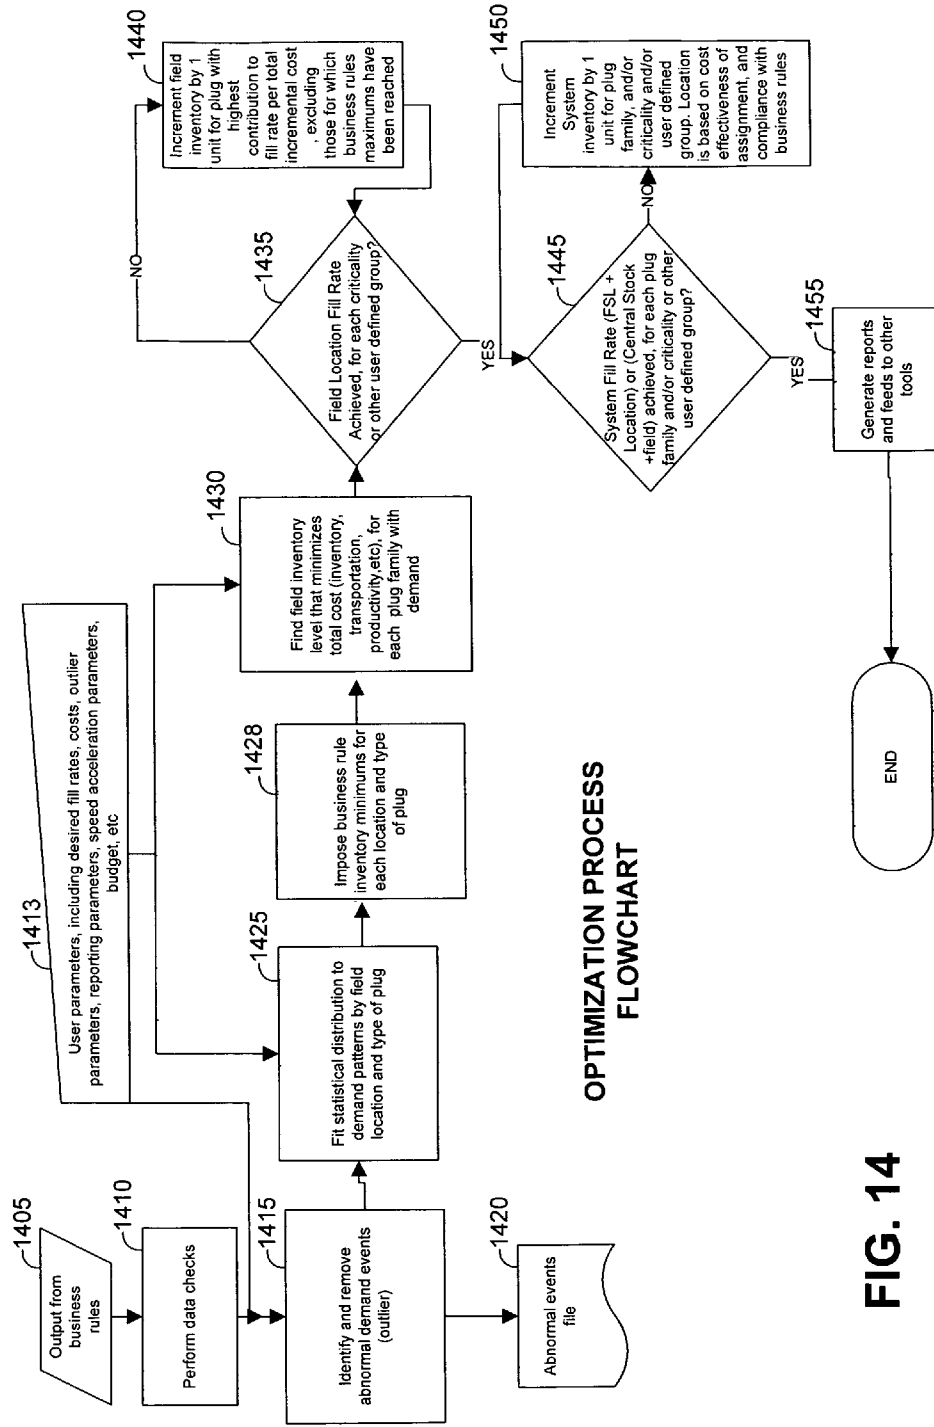 1405
Output from
business
rules
1410
Perform data checks
1413
User parameters, including desired fill rates, costs, outlier
parameters, reporting parameters, speed acceleration parameters,
budget, etc
1415
Identify and remove
abnormal demand events
(outlier)
1420
Abnormal events
file
1425
Fit statistical distribution to
demand patterns by field
location and type of plug
1428
Impose business rule
inventory minimums for
each location and type
of plug
1430
Find field inventory
level that minimizes
total cost (inventory,
transportation,
productivity,etc), for
each plug family with
demand
1435
Field Location Fill Rate
Achieved, for each criticality
or other user defined group?
NO
YES
1440
Increment field
inventory by 1
unit for plug with
highest
contribution to
fill rate per total
incremental cost
, excluding
those for which
business rules
maximums have
been reached
1445
System Fill Rate (FSL +
Location) or (Central Stock
+field) achieved, for each plug
family and/or criticality or other
user defined group?
NO
YES
1450
Increment
System
inventory by 1
unit for plug
family, and/or
criticality and/or
user defined
group. Location
is based on cost
effectiveness of
assignment, and
compliance with
business rules
1455
Generate reports
and feeds to other
tools
END
OPTIMIZATION PROCESS
FLOWCHART
FIG. 14